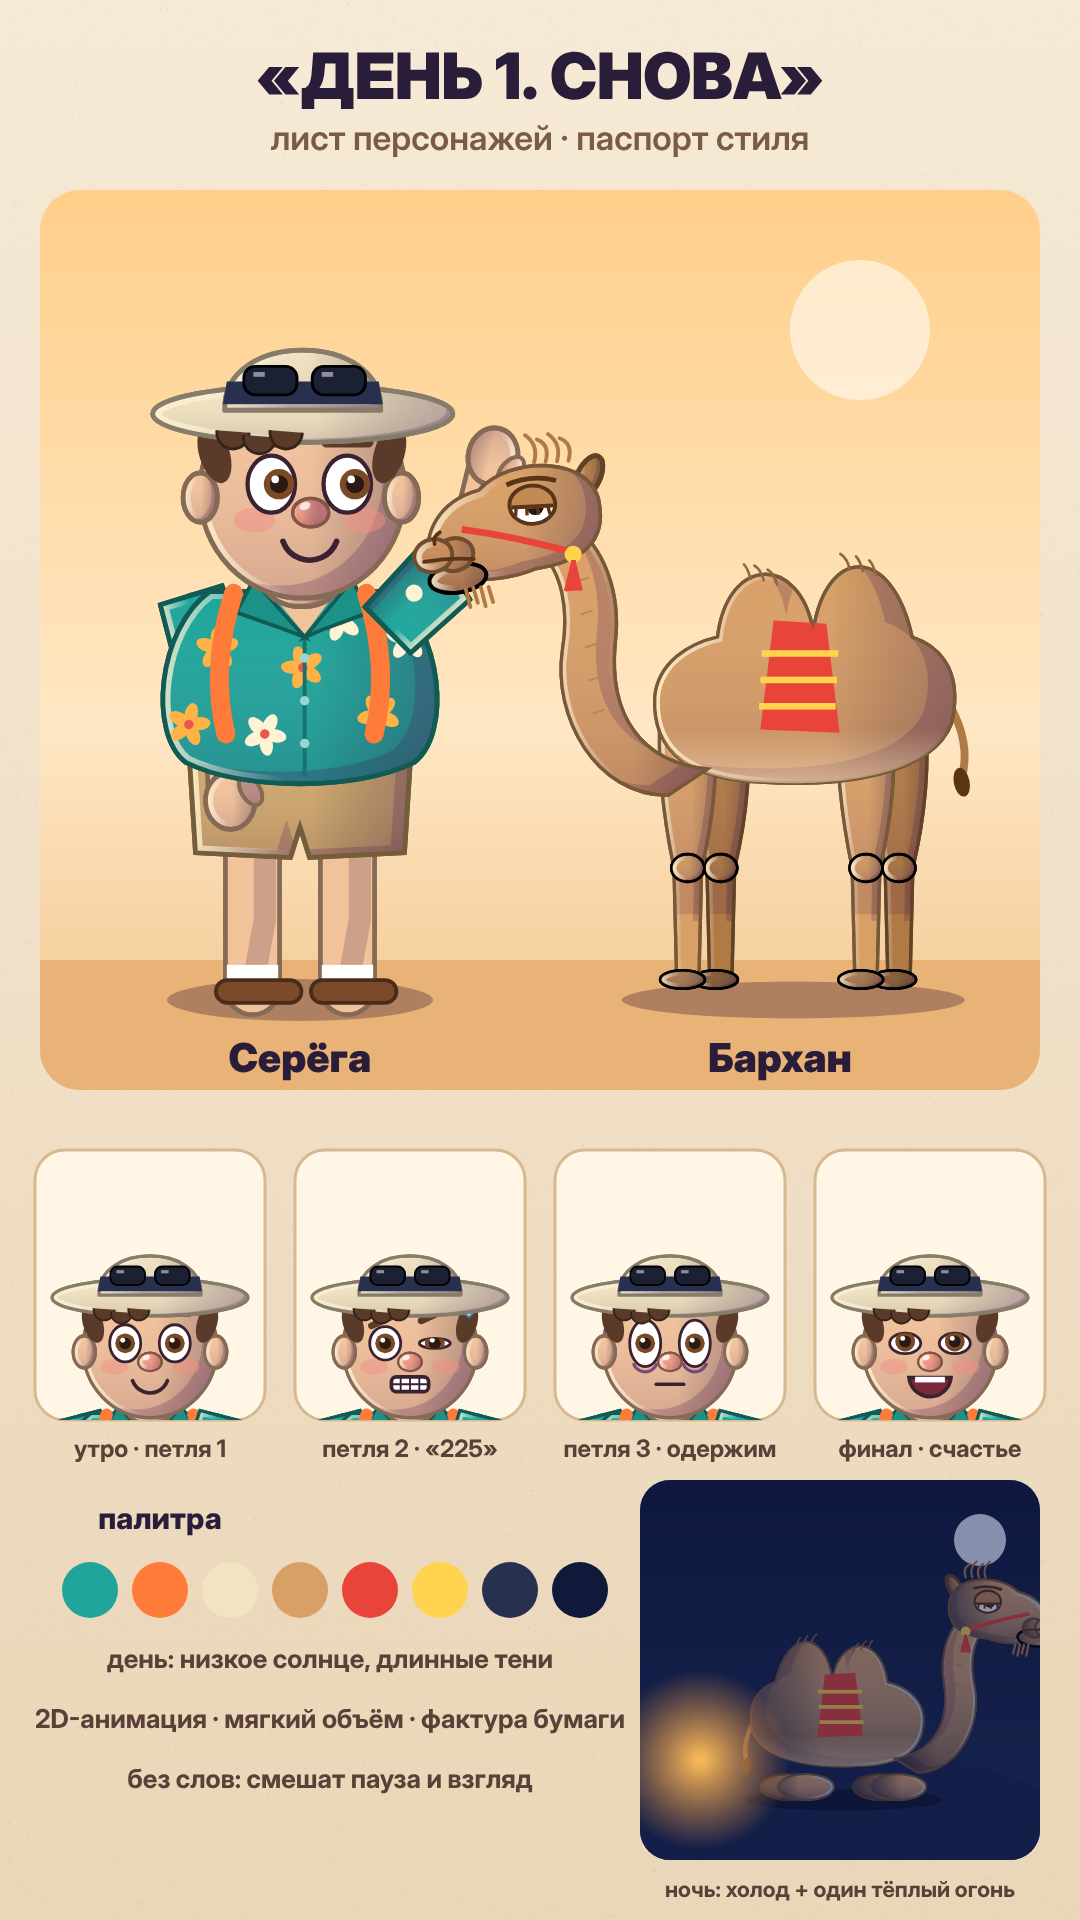 «ДЕНЬ 1. СНОВА»
лист персонажей · паспорт стиля
Серёга
Бархан
утро · петля 1
петля 2 · «225»
петля 3 · одержим
финал · счастье
палитра
день: низкое солнце, длинные тени
2D-анимация · мягкий объём · фактура бумаги
без слов: смешат пауза и взгляд
ночь: холод + один тёплый огонь